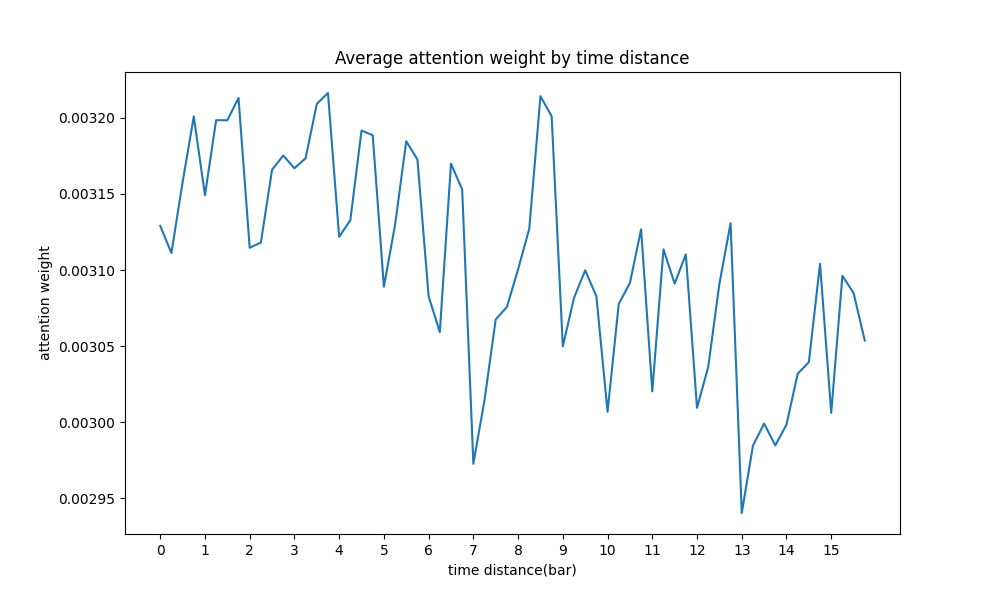 Average attention weight by time distance
attention weight
0.00320
0.00315
0.00310
0.00305
0.00300
0.00295
0 1 2 3 4 5 6 7 8 9 10 11 12 13 14 15
time distance(bar)